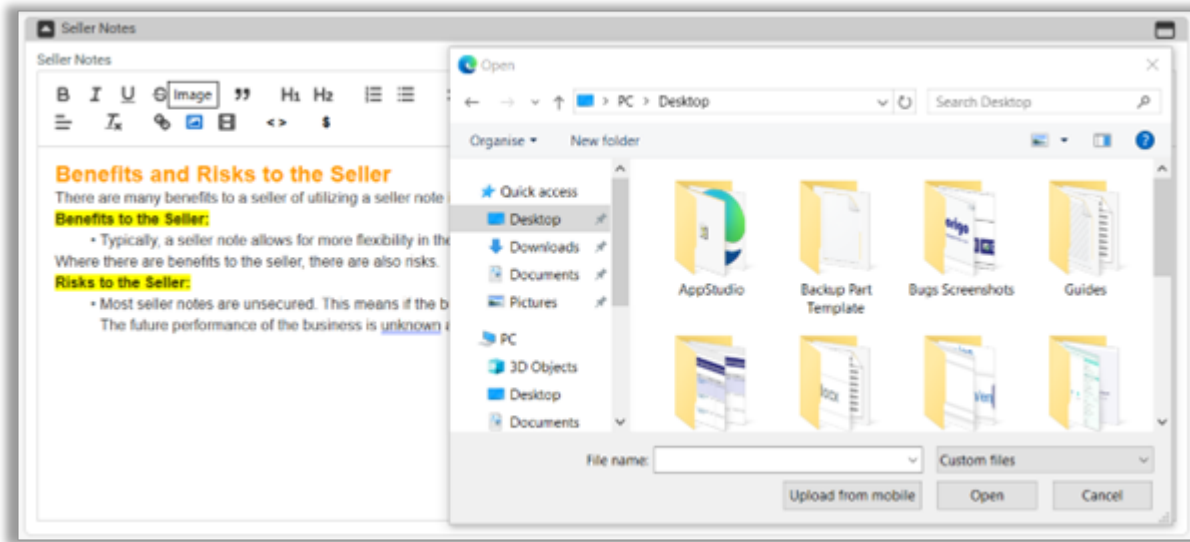 Seller Notes
Seller Notes
B I U S Image ” H1 H2
Tx <> $
Benefits and Risks to the Seller
There are many benefits to a seller of utilizing a seller note
Benefits to the Seller:
• Typically, a seller note allows for more flexibility in the
Where there are benefits to the seller, there are also risks.
Risks to the Seller:
• Most seller notes are unsecured. This means if the b
The future performance of the business is unknown a
Open
PC > Desktop
Search Desktop
Organise
New folder
Quick access
Desktop
Downloads
Documents
Pictures
PC
3D Objects
Desktop
Documents
AppStudio
Backup Part
Template
Bugs Screenshots
Guides
File name:
Custom files
Upload from mobile
Open
Cancel